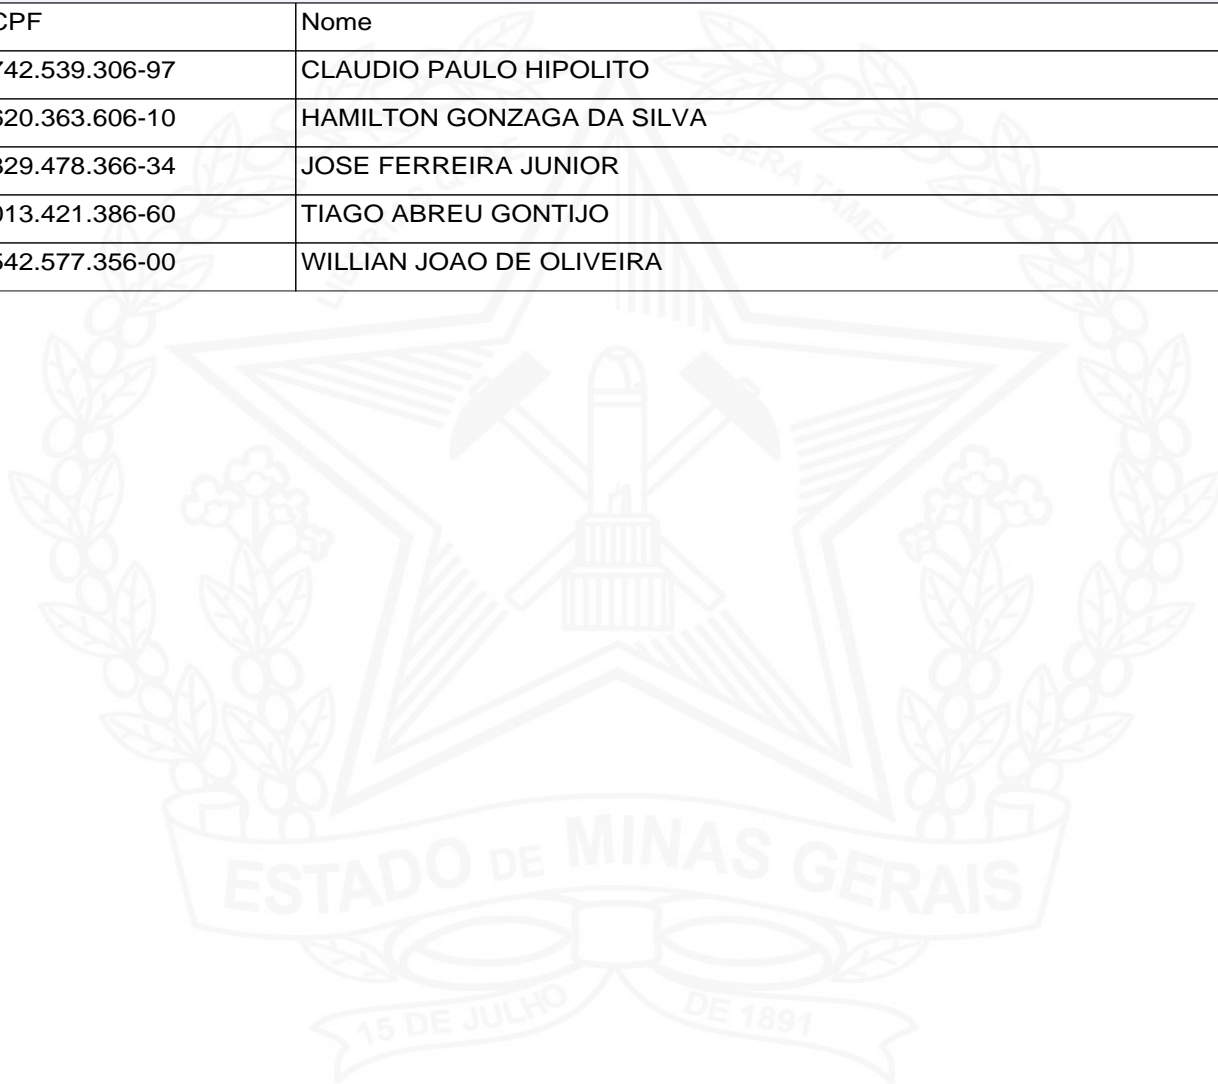 CPF Nome
742.539.306-97 CLAUDIO PAULO HIPOLITO
620.363.606-10 HAMILTON GONZAGA DA SILVA
829.478.366-34 JOSE FERREIRA JUNIOR
013.421.386-60 TIAGO ABREU GONTIJO
542.577.356-00 WILLIAN JOAO DE OLIVEIRA
SERA TAMEN
ESTADO DE MINAS GERAIS
15 DE JULHO DE 1891